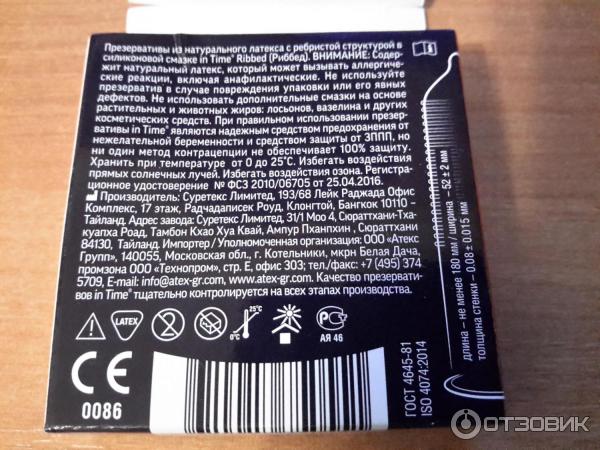 Презервативы из натурального латекса с ребристой структурой в
силиконовой смазке in Time® Ribbed (Риббед). ВНИМАНИЕ: Содер-
жит натуральный латекс, который может вызывать аллергиче-
ские реакции, включая анафилактические. Не используйте
презерватив в случае повреждения упаковки или его явных
дефектов. Не использовать дополнительные смазки на основе
растительных и животных жиров: лосьонов, вазелина и других
косметических средств. При правильном использовании презер-
вативы in Time® являются надежным средством предохранения от
нежелательной беременности и средством защиты от ЗППП, но
ни один метод контрацепции не обеспечивает 100% защиту.
Хранить при температуре от 0 до 25°С. Избегать воздействия
прямых солнечных лучей. Избегать воздействия озона. Регистра-
ционное удостоверение № ФСЗ 2010/06705 от 25.04.2016.
Производитель: Суретекс Лимитед, 193/68 Лейк Раджада Офис
Комплекс, 17 этаж, Раднадаписек Роуд, Клонгтой, Бангкок 10110 –
Тайланд. Адрес завода: Суретекс Лимитед, 31/1 Моо 4, Сюраттхани-Тха-
куапха Роад, Тамбон Кхао Хуа Квай, Ампур Пханпхин, Сюраттхани
84130, Тайланд. Импортер / Уполномоченная организация: ООО «Атекс
Групп», 140055, Московская обл., г. Котельники, мкрн Белая Дача,
промзона ООО «Технопром», стр. Е, офис 303; тел./факс: +7 (495) 374
5709, E-mail: info@atex-gr.com, www.atex-gr.com. Качество презервати-
вов in Time® тщательно контролируется на всех этапах производства.
LATEX
0°C
25°C
АЯ 46
CE
0086
ГОСТ 4645-81
ISO 4074:2014
длина – не менее 180 мм / ширина – 52± 2 мм
толщина стенки – 0.08± 0.015 мм
ОТЗОВИК